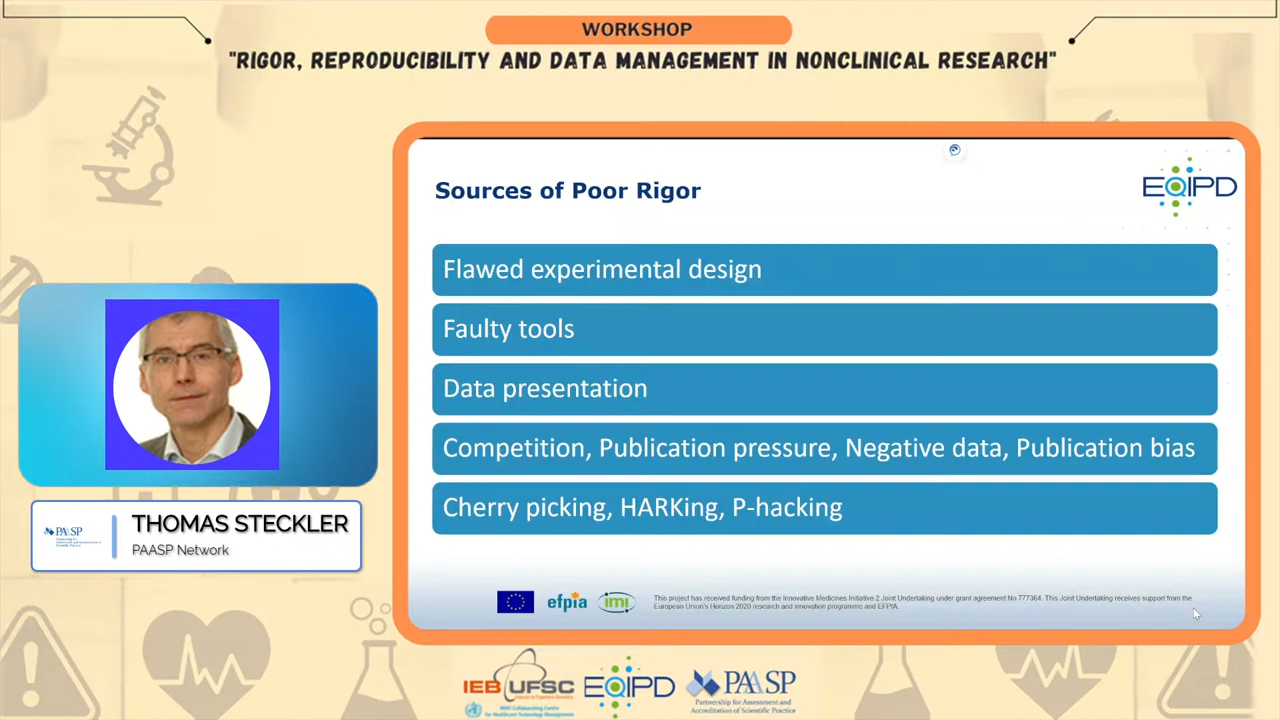 WORKSHOP
"RIGOR, REPRODUCIBILITY AND DATA MANAGEMENT IN NONCLINICAL RESEARCH"
EQIPD
Sources of Poor Rigor
Flawed experimental design
Faulty tools
Data presentation
Competition, Publication pressure, Negative data, Publication bias
Cherry picking, HARKing, P-hacking
efpia
imi
This project has received funding from the Innovative Medicines Initiative 2 Joint Undertaking under grant agreement No 777364. This Joint Undertaking receives support from the
European Union's Horizon 2020 research and innovation programme and EFPIA.
PAASP
THOMAS STECKLER
PAASP Network
IEB UFSC
EQIPD
PAASP
Partnership for Assessment and
Accreditation of Scientific Practice